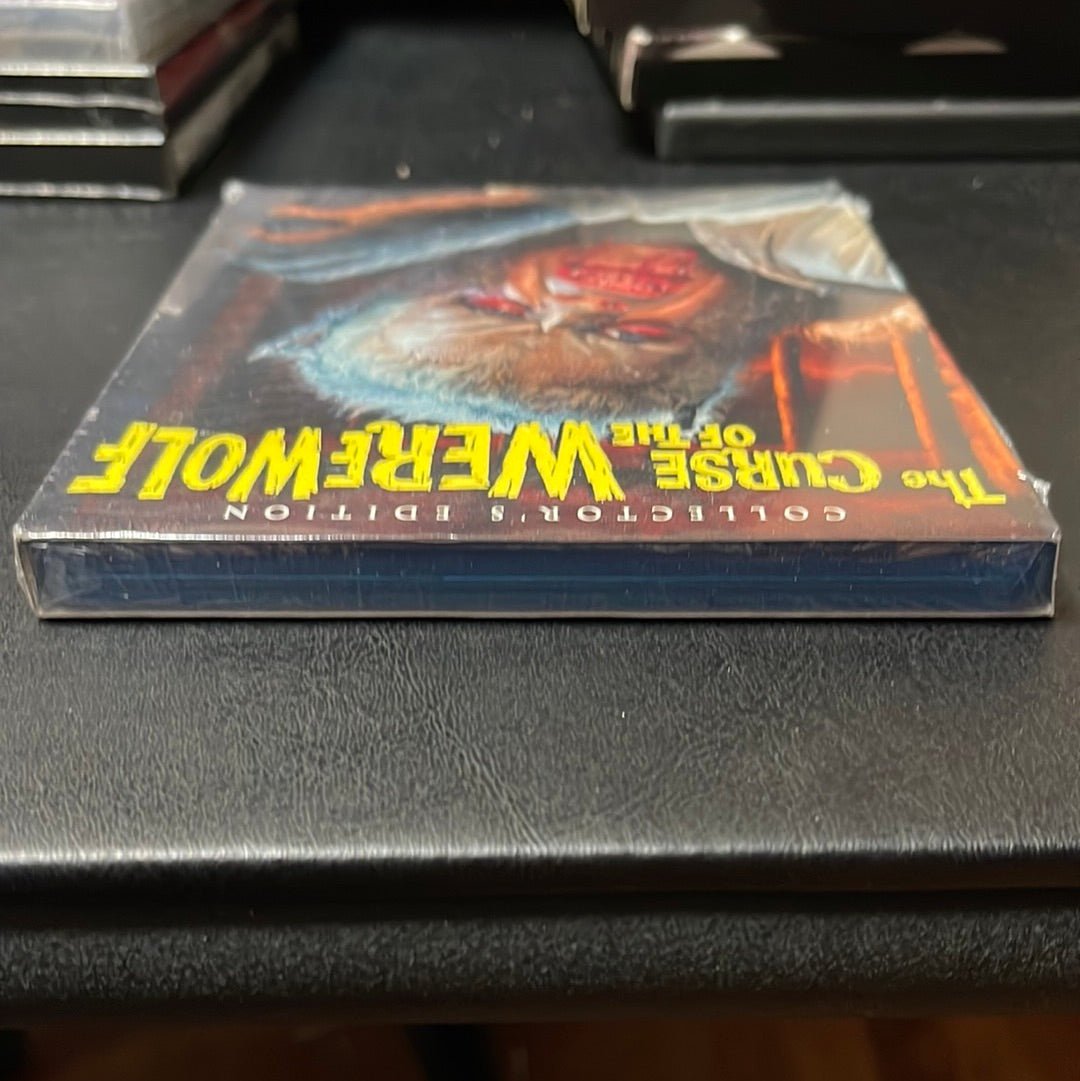 COLLECTOR'S EDITION
The CURSE
OF THE
WEREWOLF